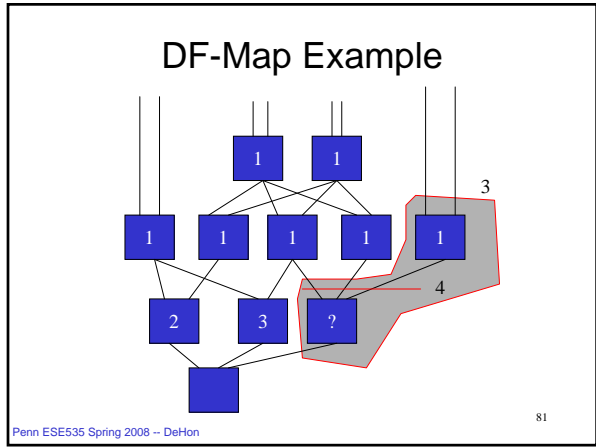 DF-Map Example
1 1
3
1 1 1 1 1
4
2 3 ?
81
Penn ESE535 Spring 2008 -- DeHon